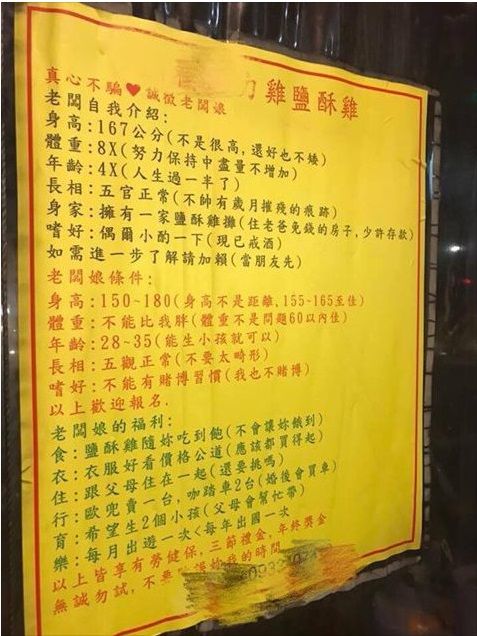 雞鹽酥雞
真心不騙❤誠徵老闆娘
老闆自我介紹:
身高:167公分(不是很高,還好也不矮)
體重:8X(努力保持中盡量不增加)
年齡:4X(人生過一半了)
長相:五官正常(不帥有歲月摧殘的痕跡)
身家:擁有一家鹽酥雞攤(住老爸免錢的房子,少許存款)
嗜好:偶爾小酌一下(現已戒酒)
如需進一步了解請加賴(當朋友先)
老闆娘條件:
身高:150~180(身高不是距離,155~165至佳)
體重:不能比我胖(體重不是問題60以內佳)
年齡:28~35(能生小孩就可以)
長相:五觀正常(不要太畸形)
嗜好:不能有賭博習慣(我也不賭博)
以上歡迎報名.
老闆娘的福利:
食:鹽酥雞隨妳吃到飽(不會讓妳餓到)
衣:衣服好看價格公道(應該都買得起)
住:跟父母住在一起(還要挑嗎)
行:歐兜賣一台,咖踏車2台(婚後會買車)
育:希望生2個小孩(父母會幫忙帶)
樂:每月出遊一次<每年出國一次
以上皆享有勞健保,三節禮金,年終獎金
無誠勿試,不要 誤妳我的時間
093